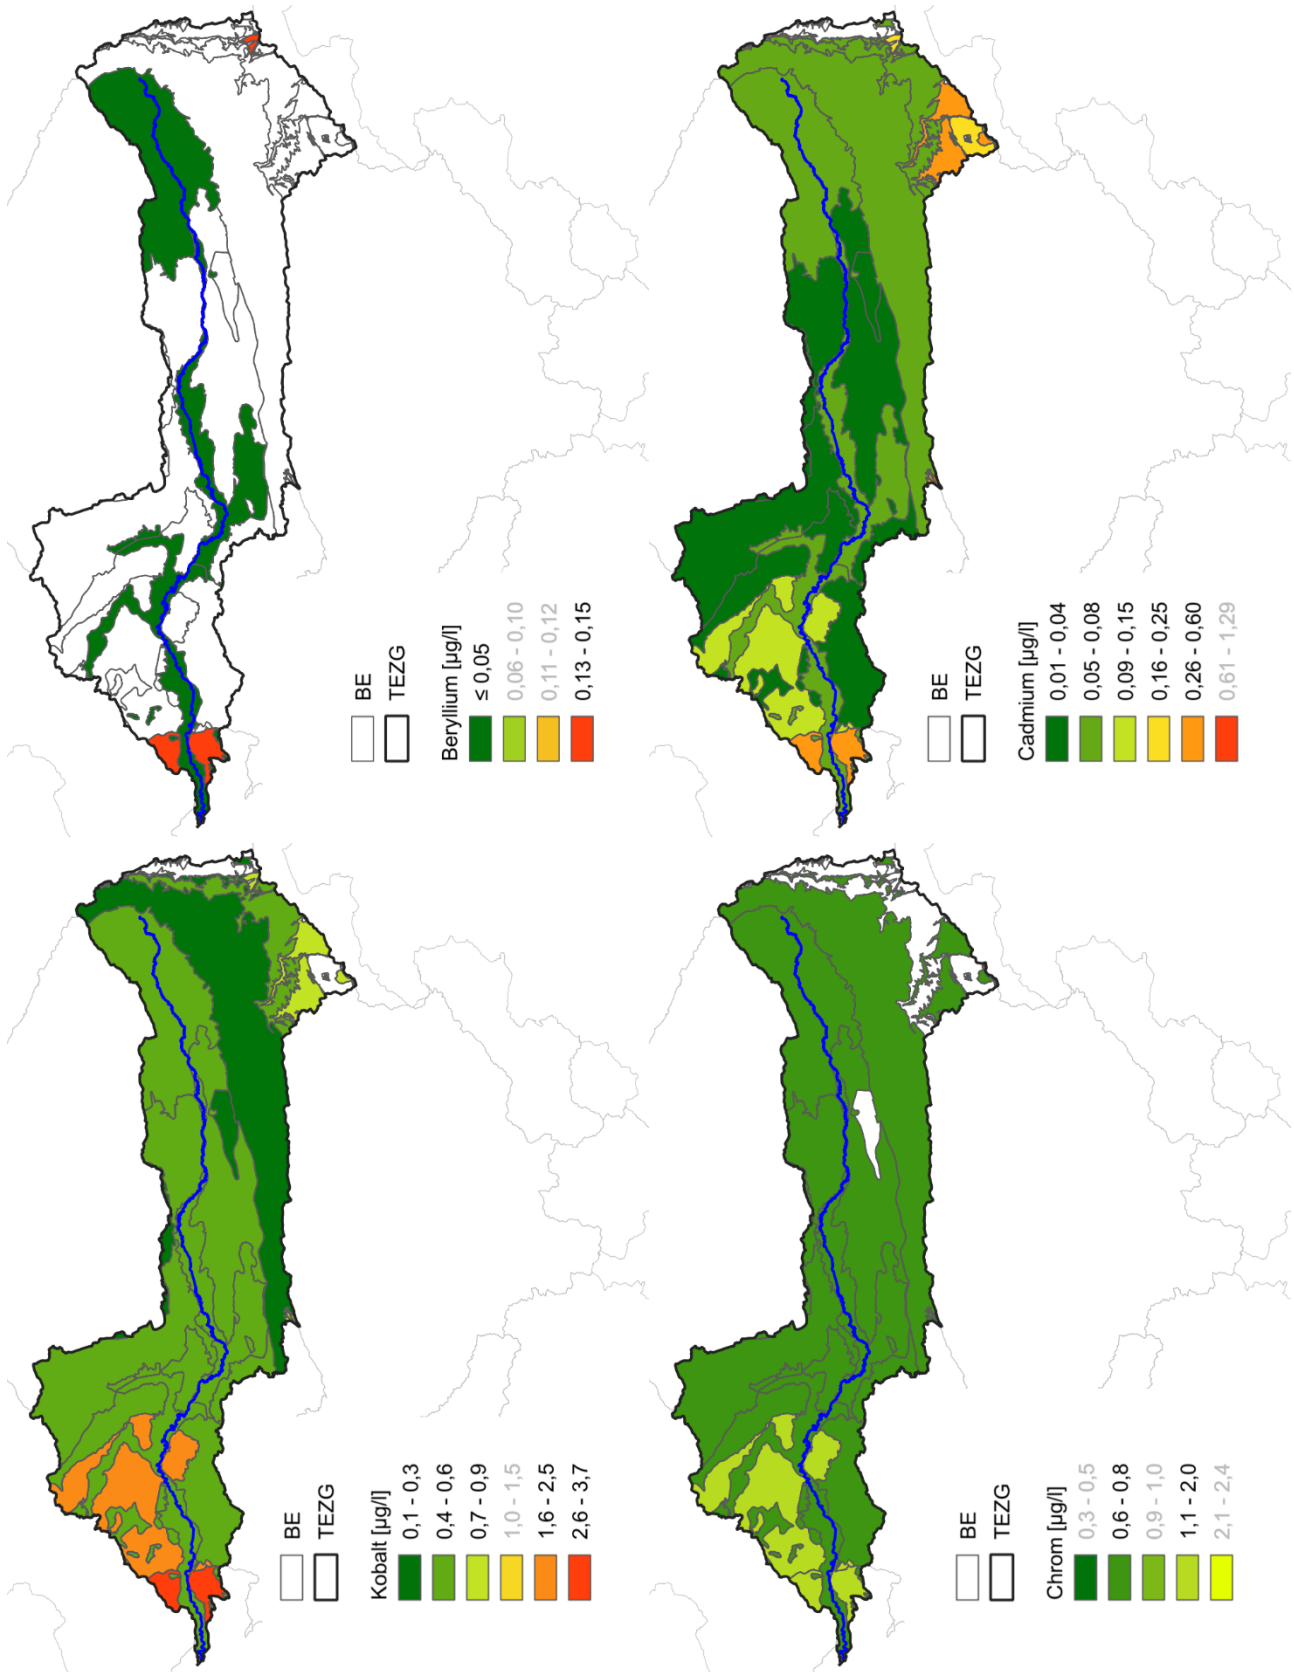 BE
TEZG
Beryllium [µg/l]
≤ 0,05
0,06 - 0,10
0,11 - 0,12
0,13 - 0,15
BE
TEZG
Cadmium [µg/l]
0,01 - 0,04
0,05 - 0,08
0,09 - 0,15
0,16 - 0,25
0,26 - 0,60
0,61 - 1,29
BE
TEZG
Kobalt [µg/l]
0,1 - 0,3
0,4 - 0,6
0,7 - 0,9
1,0 - 1,5
1,6 - 2,5
2,6 - 3,7
BE
TEZG
Chrom [µg/l]
0,3 - 0,5
0,6 - 0,8
0,9 - 1,0
1,1 - 2,0
2,1 - 2,4